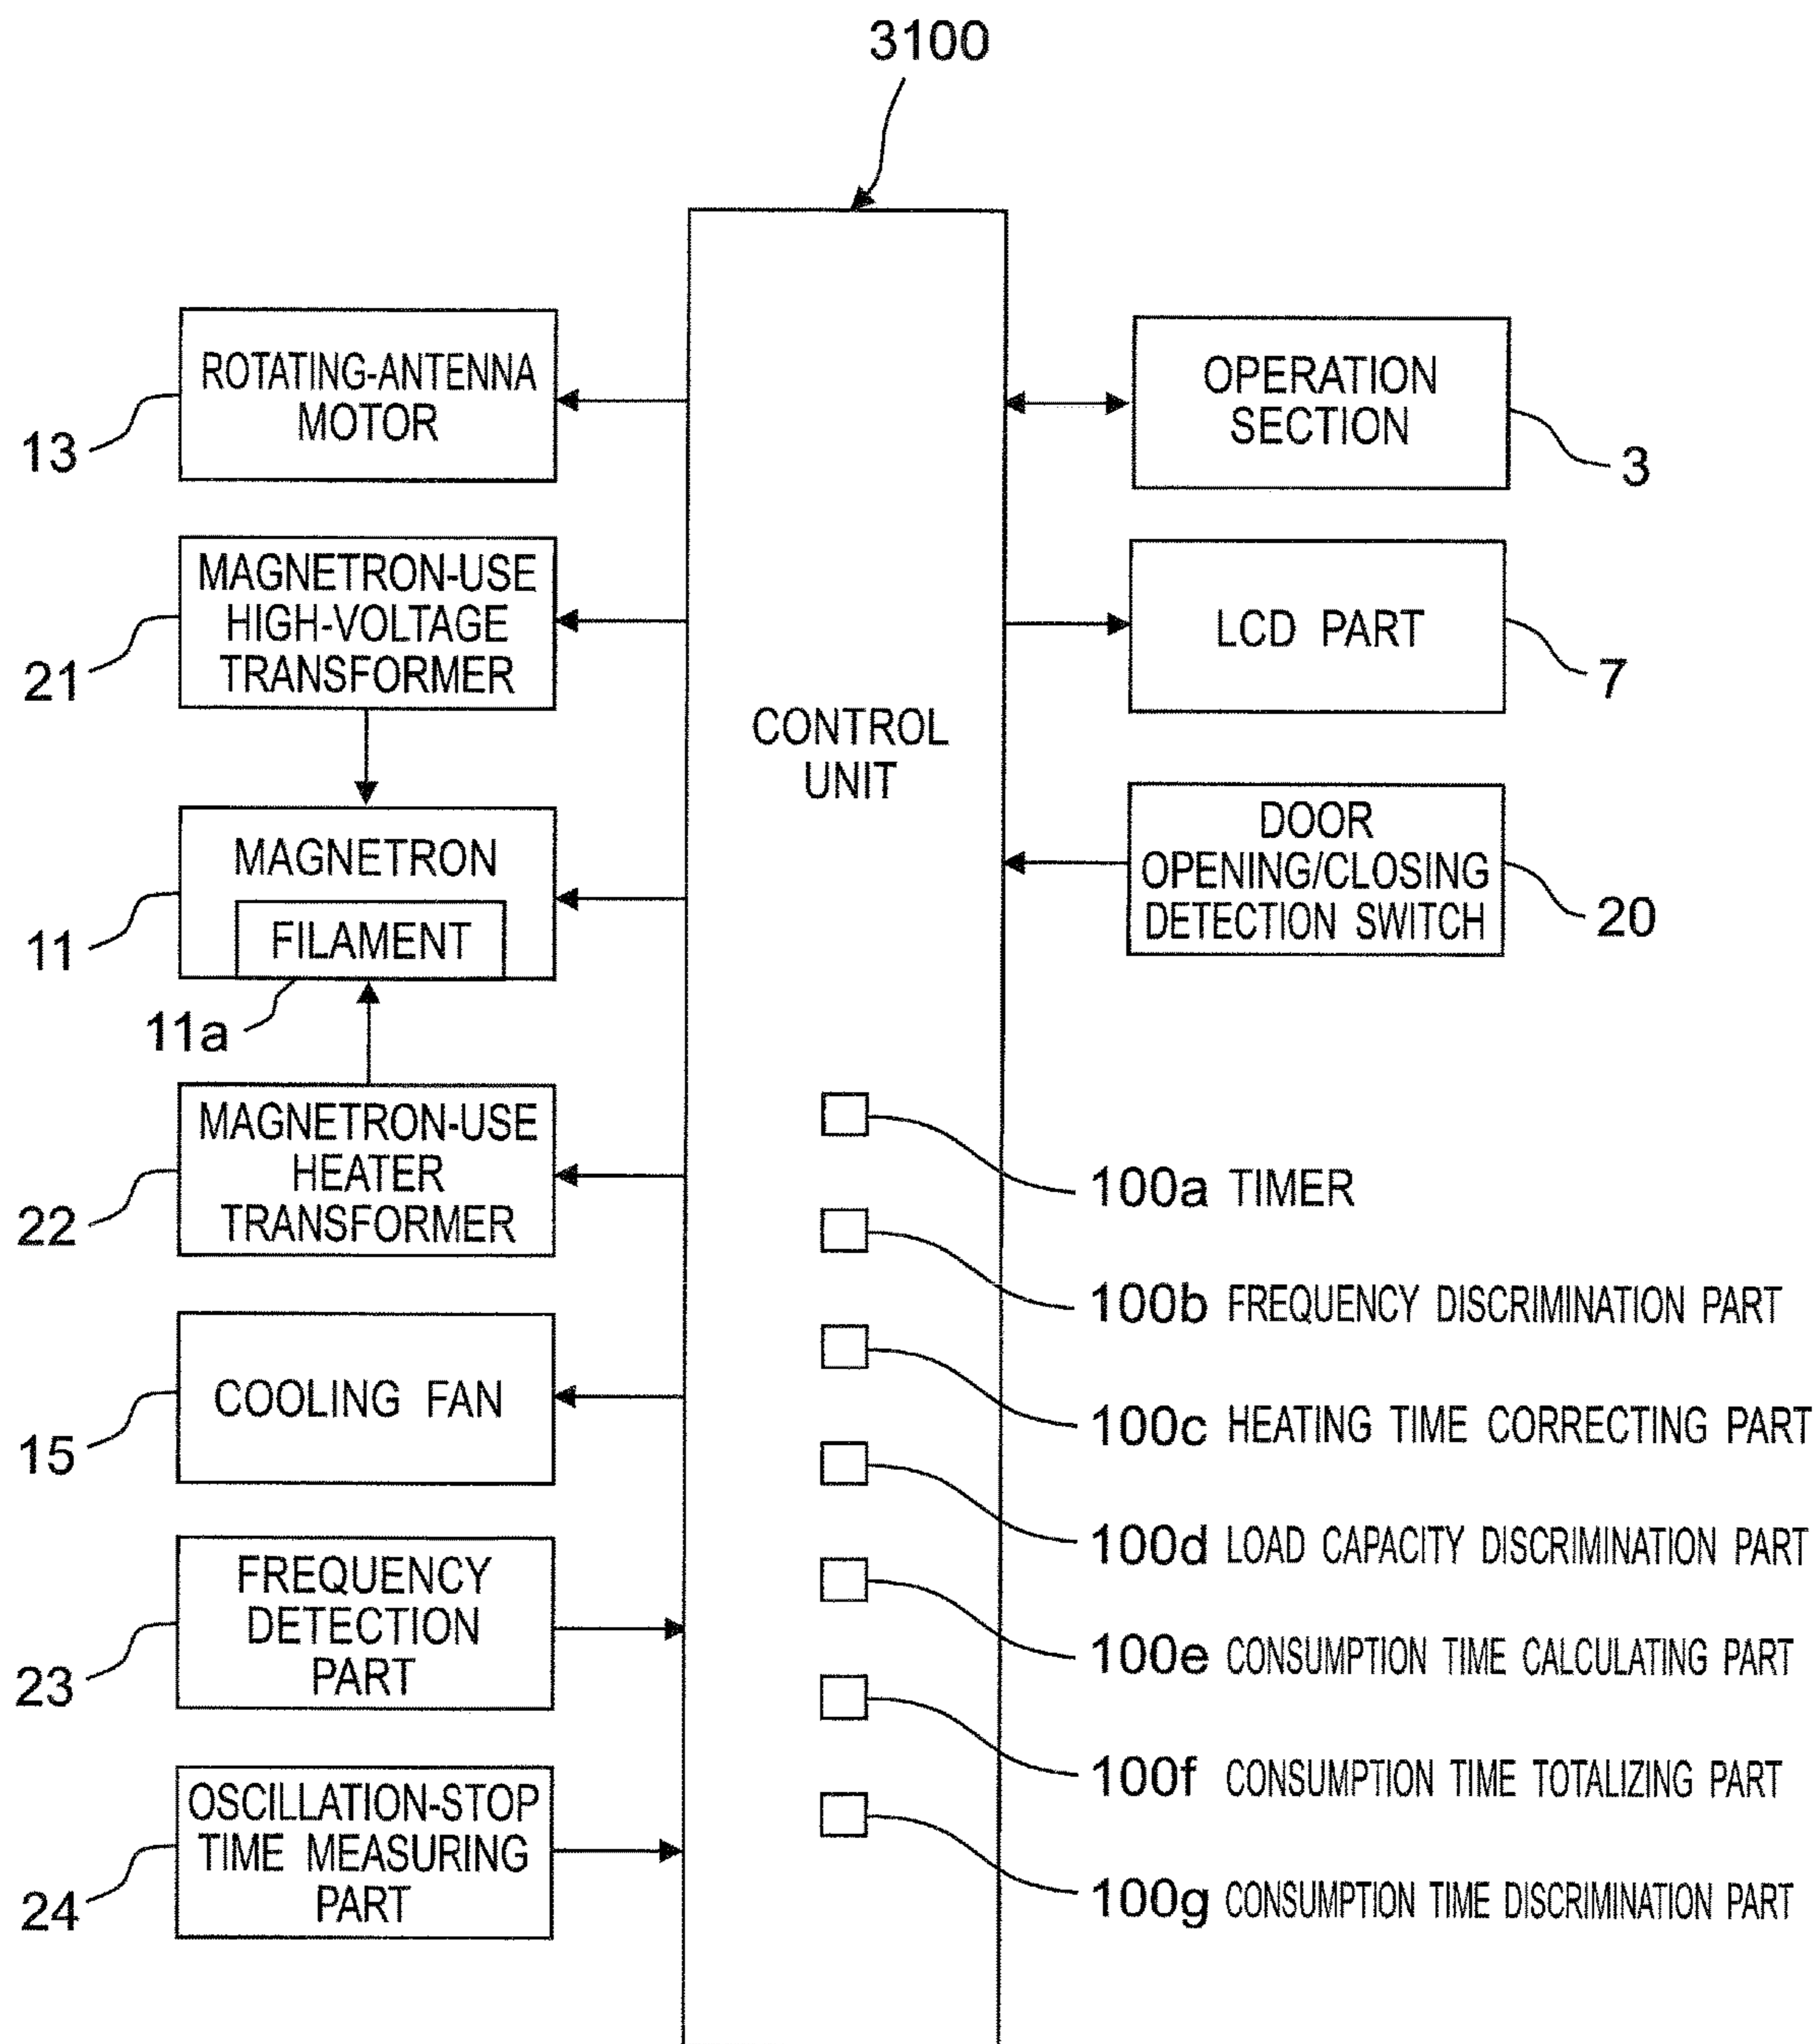 3100
ROTATING-ANTENNA
MOTOR
13
MAGNETRON-USE
HIGH-VOLTAGE
TRANSFORMER
21
MAGNETRON
FILAMENT
11
11a
MAGNETRON-USE
HEATER
TRANSFORMER
22
COOLING FAN
15
FREQUENCY
DETECTION
PART
23
OSCILLATION-STOP
TIME MEASURING
PART
24
CONTROL
UNIT
OPERATION
SECTION
3
LCD PART
7
DOOR
OPENING/CLOSING
DETECTION SWITCH
20
100a TIMER
100b FREQUENCY DISCRIMINATION PART
100c HEATING TIME CORRECTING PART
100d LOAD CAPACITY DISCRIMINATION PART
100e CONSUMPTION TIME CALCULATING PART
100f CONSUMPTION TIME TOTALIZING PART
100g CONSUMPTION TIME DISCRIMINATION PART